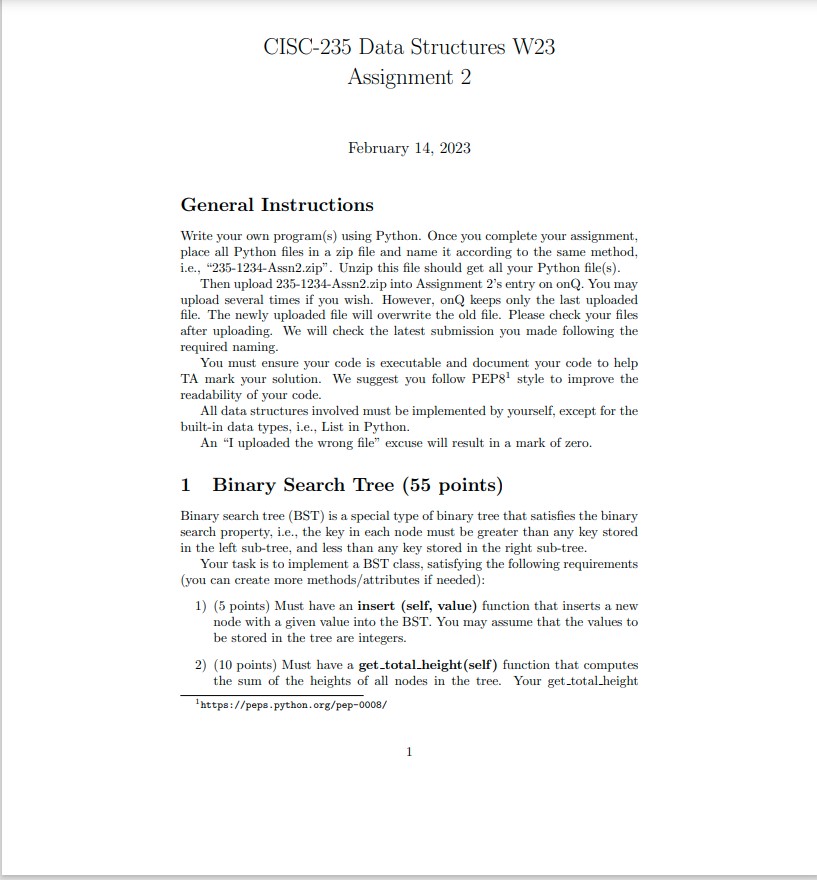 CISC-235 Data Structures W23
Assignment 2
February 14, 2023
General Instructions
Write your own program(s) using Python. Once you complete your assignment,
place all Python files in a zip file and name it according to the same method,
i.e., “235-1234-Assn2.zip”. Unzip this file should get all your Python file(s).
Then upload 235-1234-Assn2.zip into Assignment 2’s entry on onQ. You may
upload several times if you wish. However, onQ keeps only the last uploaded
file. The newly uploaded file will overwrite the old file. Please check your files
after uploading. We will check the latest submission you made following the
required naming.
You must ensure your code is executable and document your code to help
TA mark your solution. We suggest you follow PEP8¹ style to improve the
readability of your code.
All data structures involved must be implemented by yourself, except for the
built-in data types, i.e., List in Python.
An “I uploaded the wrong file” excuse will result in a mark of zero.
1 Binary Search Tree (55 points)
Binary search tree (BST) is a special type of binary tree that satisfies the binary
search property, i.e., the key in each node must be greater than any key stored
in the left sub-tree, and less than any key stored in the right sub-tree.
Your task is to implement a BST class, satisfying the following requirements
(you can create more methods/attributes if needed):
1) (5 points) Must have an insert (self, value) function that inserts a new
node with a given value into the BST. You may assume that the values to
be stored in the tree are integers.
2) (10 points) Must have a get_total_height(self) function that computes
the sum of the heights of all nodes in the tree. Your get_total_height
¹https://peps.python.org/pep-0008/
1